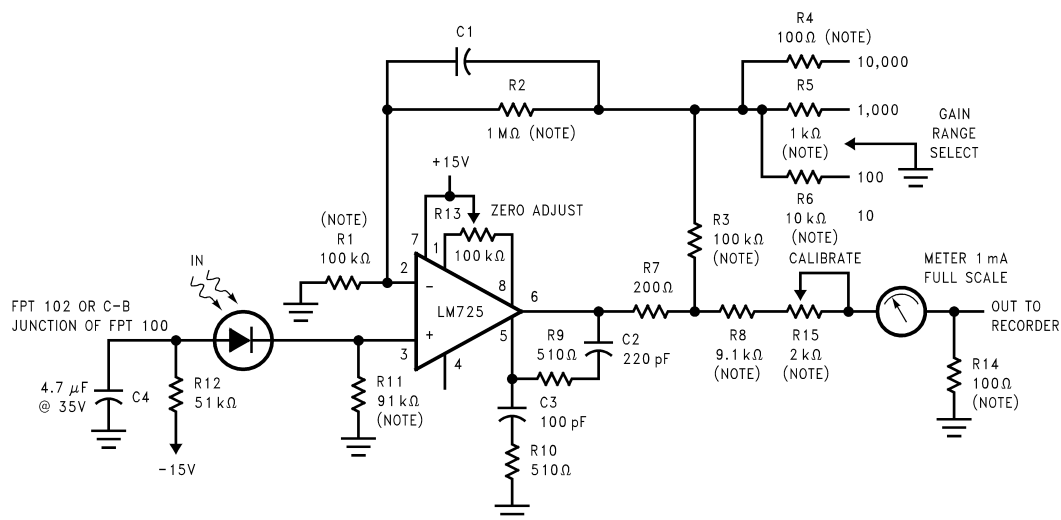 C1
R2
1 MΩ (NOTE)
R4
100Ω (NOTE)
10,000
R5
1,000
1 kΩ
(NOTE)
GAIN
RANGE
SELECT
100
R6
10 kΩ
(NOTE)
10
+15V
R13
ZERO ADJUST
100 kΩ
(NOTE)
R1
100 kΩ
7
1
2
−
8
LM725
6
+
3
5
4
R3
100 kΩ
(NOTE)
R7
200Ω
CALIBRATE
METER 1 mA
FULL SCALE
OUT TO
RECORDER
IN
FPT 102 OR C-B
JUNCTION OF FPT 100
R9
510Ω
C2
220 pF
R8
9.1 kΩ
(NOTE)
R15
2 kΩ
(NOTE)
R14
100Ω
(NOTE)
4.7 μF
@ 35V
C4
R12
51 kΩ
-15V
R11
91 kΩ
(NOTE)
C3
100 pF
R10
510Ω